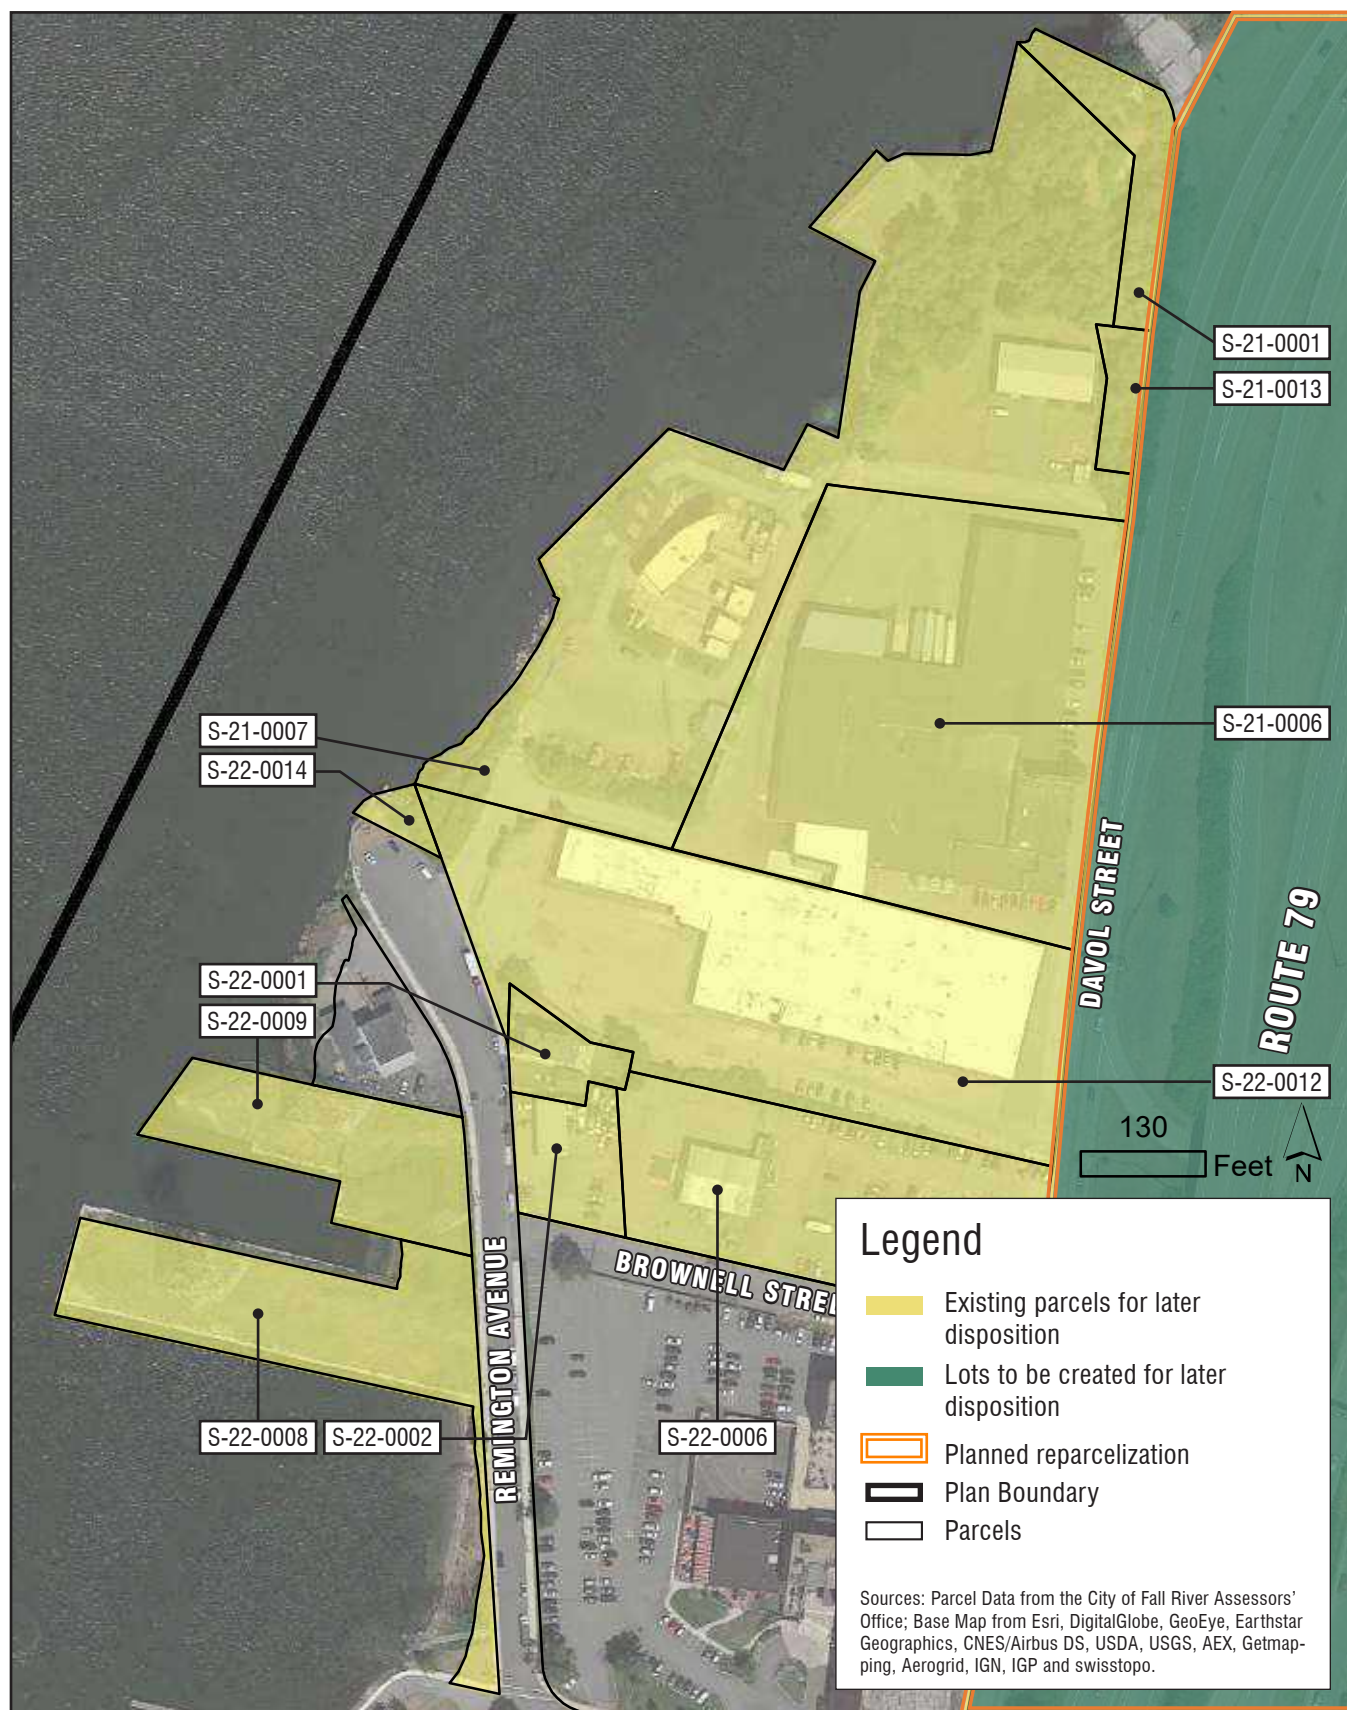 S-21-0001
S-21-0013
S-21-0007
S-21-0006
S-22-0014
DAVOL STREET
ROUTE 79
S-22-0001
S-22-0009
S-22-0012
130
Feet
N
REMINGTON AVENUE
BROWNELL STREE
S-22-0008
S-22-0002
S-22-0006
Legend
Existing parcels for later
disposition
Lots to be created for later
disposition
Planned reparcelization
Plan Boundary
Parcels
Sources: Parcel Data from the City of Fall River Assessors’
Office; Base Map from Esri, DigitalGlobe, GeoEye, Earthstar
Geographics, CNES/Airbus DS, USDA, USGS, AEX, Getmap-
ping, Aerogrid, IGN, IGP and swisstopo.